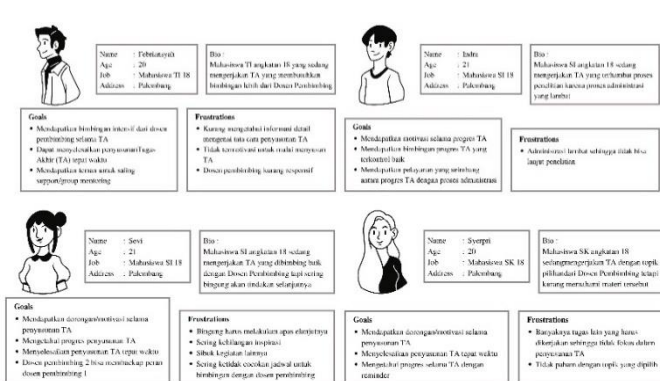 Name : Febriansyah
Age : 20
Job : Mahasiswa TI 18
Address : Palembang
Bio :
Mahasiswa TI angkatan 18 yang sedang
mengerjakan TA yang membutuhkan
bimbingan lebih dari Dosen Pembimbing
Goals
• Mendapatkan bimbingan intensif dari dosen
pembimbing selama TA
• Dapat menyelesaikan penyusunanTugas
Akhir (TA) tepat waktu
• Mendapatkan teman untuk saling
support/group mentoring
Frustrations
• Kurang mengetahui informasi detail
mengenai tata cara penyusunan TA
• Tidak termotivasi untuk mulai menyusun
TA
• Dosen pembimbing kurang responsif
Name : Indra
Age : 21
Job : Mahasiswa SI 18
Address : Palembang
Bio :
Mahasiswa SI angkatan 18 sedang
mengerjakan TA yang terhambat proses
penelitian karena proses administrasi
yang lambat
Goals
• Mendapatkan motivasi selama progres TA
• Mendapatkan bimbingan progres TA yang
terkontrol baik
• Mendapatkan pelayanan yang seimbang
antara progres TA dengan proses administrasi
Frustrations
• Administrasi lambat sehingga tidak bisa
lanjut penelitian
Name : Sevi
Age : 21
Job : Mahasiswa SI 18
Address : Palembang
Bio :
Mahasiswa SI angkatan 18 sedang
mengerjakan TA yang dibimbing baik
dengan Dosen Pembimbing tapi sering
bingung akan tindakan selanjutnya
Goals
• Mendapatkan dorongan/motivasi selama
penyusunan TA
• Mengetahui progres penyusunan TA
• Menyelesaikan penyusunan TA tepat waktu
• Dosen pembimbing 2 bisa membackup peran
dosen pembimbing 1
Frustrations
• Bingung harus melakukan apa selanjutnya
• Sering kehilangan inspirasi
• Sibuk kegiatan lainnya
• Sering ketidak cocokan jadwal untuk
bimbingan dengan dosen pembimbing
Name : Syerpri
Age : 20
Job : Mahasiswa SK 18
Address : Palembang
Bio :
Mahasiswa SK angkatan 18
sedangmengerjakan TA dengan topik
pilihandari Dosen Pembimbing tetapi
kurang memahami materi tersebut
Goals
• Mendapatkan dorongan/motivasi selama
penyusunan TA
• Menyelesaikan penyusunan TA tepat waktu
• Mengetahui progres selama TA dengan
reminder
Frustrations
• Banyaknya tugas lain yang harus
dikerjakan sehingga tidak fokus dalam
penyusunan TA
• Tidak paham dengan topik yang dipilih